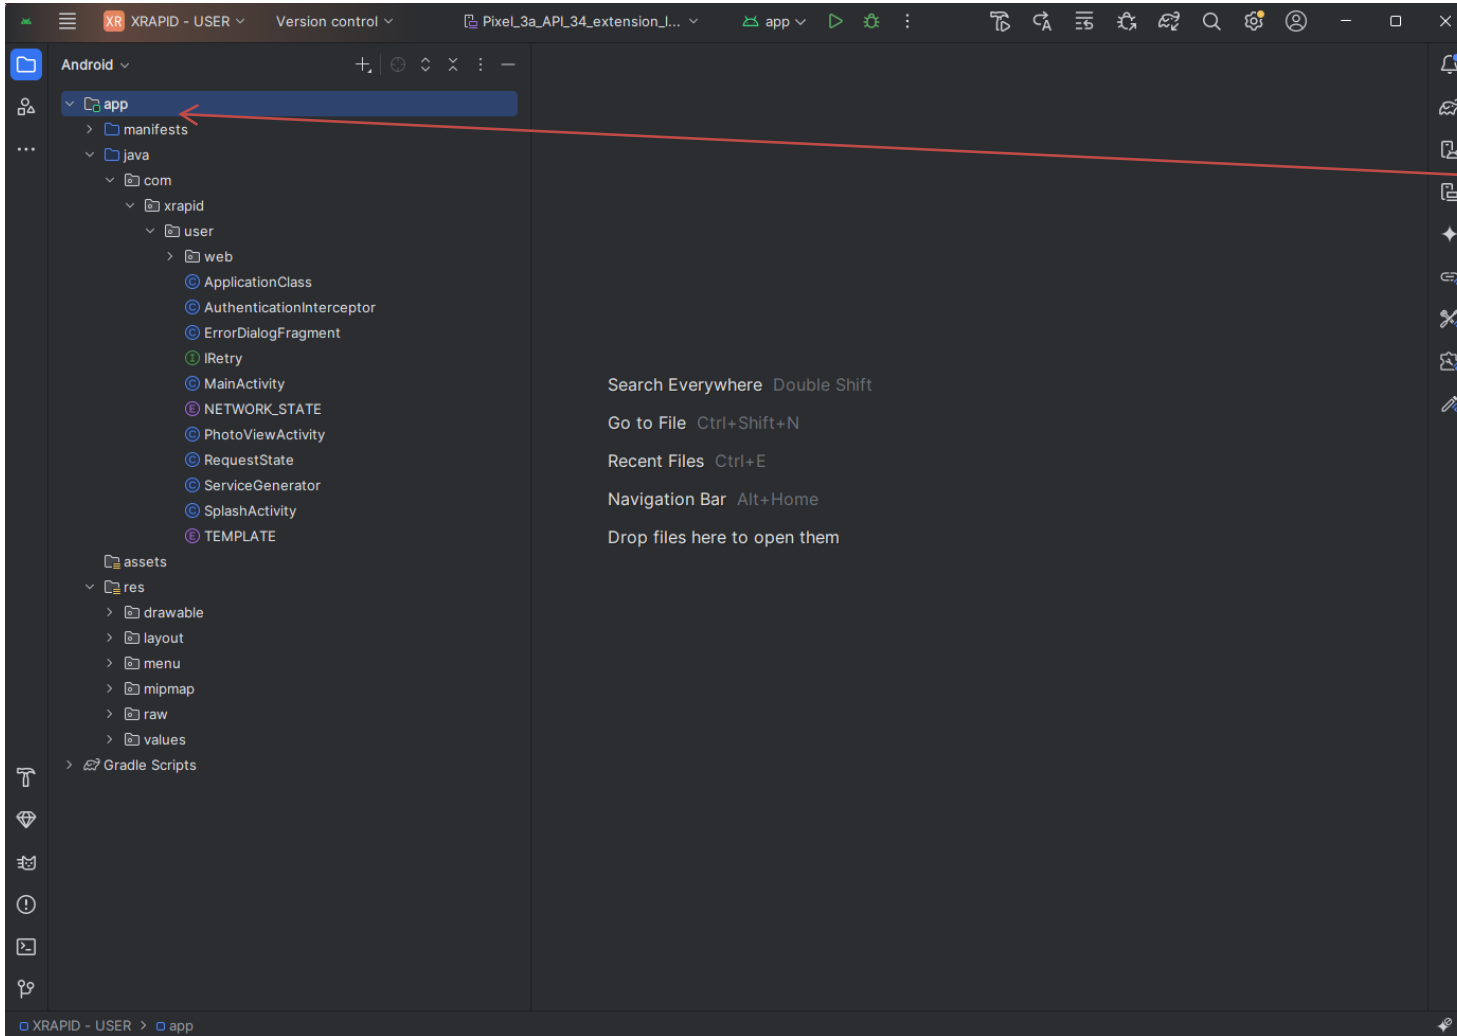 XR XRAPID - USER Version control Pixel_3a_API_34_extension_l... app
Android
app
manifests
java
com
xrapid
user
web
ApplicationClass
AuthenticationInterceptor
ErrorDialogFragment
IRetry
MainActivity
NETWORK_STATE
PhotoViewActivity
RequestState
ServiceGenerator
SplashActivity
TEMPLATE
assets
res
drawable
layout
menu
mipmap
raw
values
Gradle Scripts
Search Everywhere Double Shift
Go to File Ctrl+Shift+N
Recent Files Ctrl+E
Navigation Bar Alt+Home
Drop files here to open them
XRAPID - USER > app